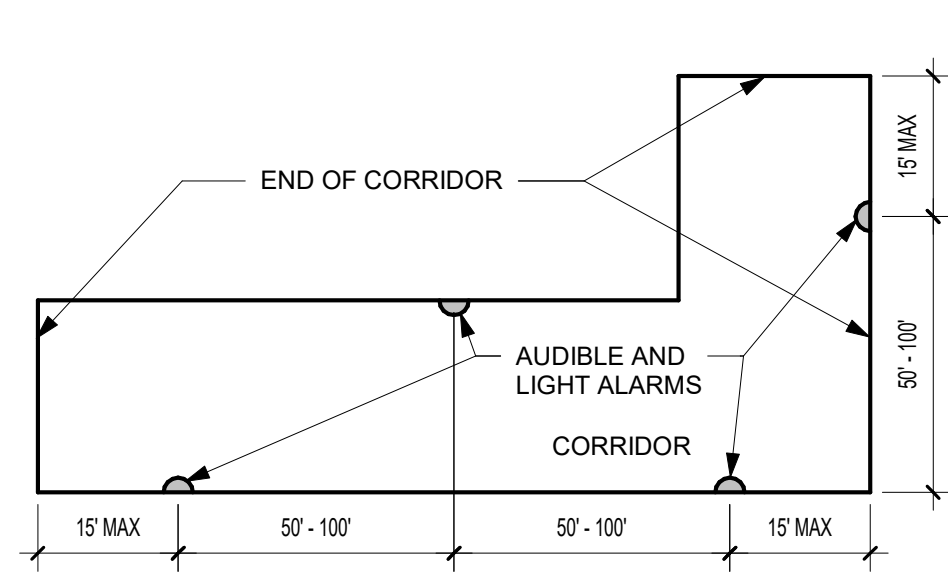 15' MAX
END OF CORRIDOR
50' - 100'
AUDIBLE AND
LIGHT ALARMS
CORRIDOR
15' MAX
50' - 100'
50' - 100'
15' MAX